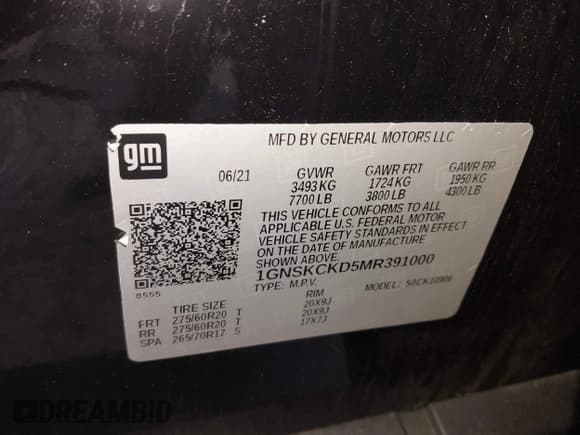 gm
MFD BY GENERAL MOTORS LLC
06/21 GVWR GAWR FRT GAWR RR
3493 KG 1724 KG 1950 KG
7700 LB 3800 LB 4300 LB
THIS VEHICLE CONFORMS TO ALL
APPLICABLE U.S. FEDERAL MOTOR
VEHICLE SAFETY STANDARDS IN EFFECT
ON THE DATE OF MANUFACTURE
SHOWN ABOVE.
1GNSKCKD5MR391000
TYPE: M.P.V. MODEL:
8555
TIRE SIZE RIM
FRT 275/60R20 T 20X9J
RR 275/60R20 T 20X9J
SPA 265/70R17 S 17X7J
DREAMBID